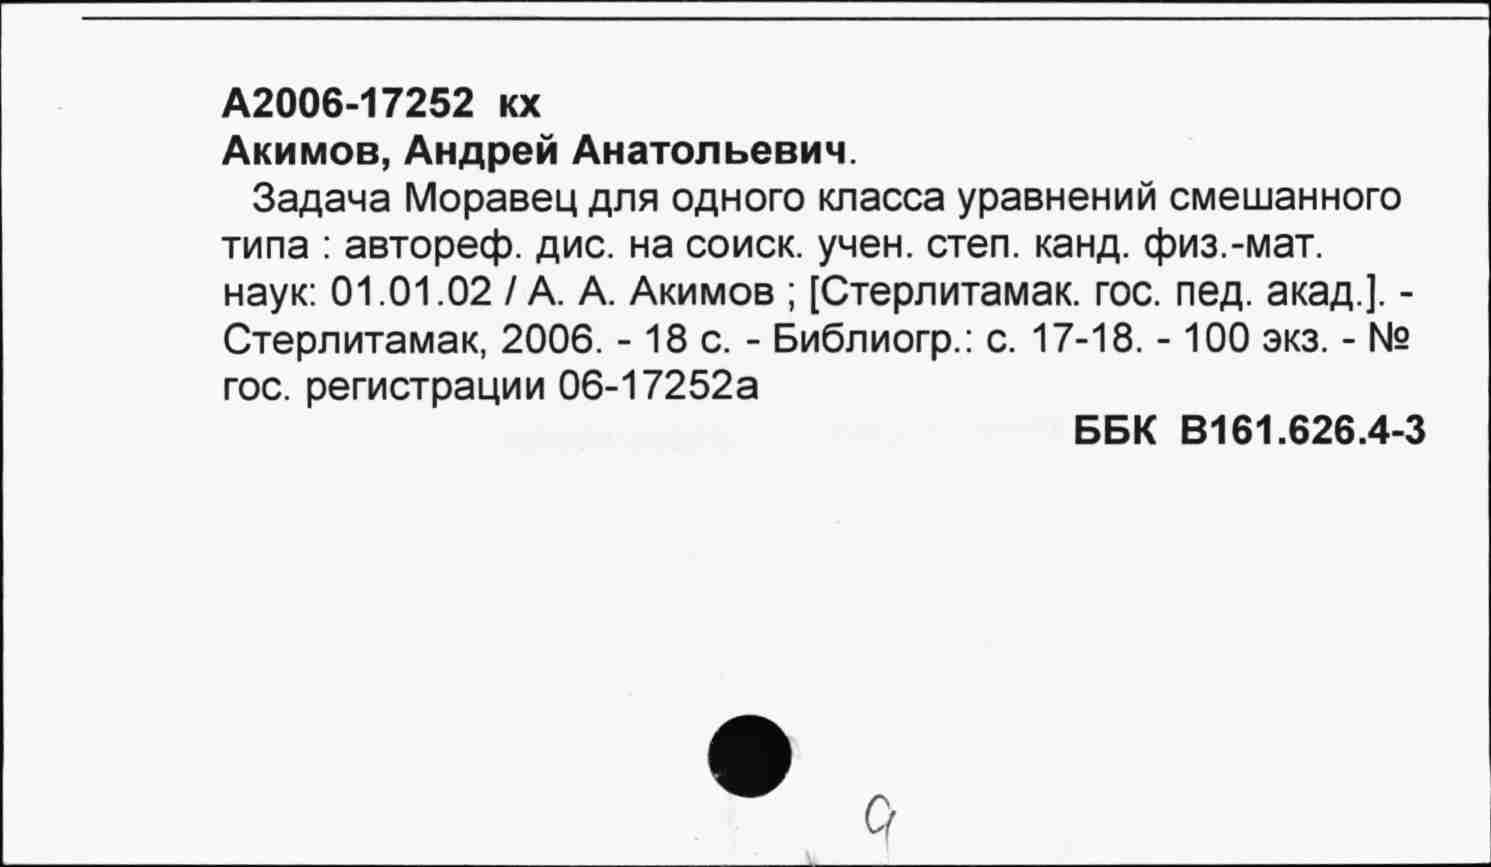 А2006-17252 кх
Акимов, Андрей Анатольевич.
Задача Моравец для одного класса уравнений смешанного
типа : автореф. дис. на соиск. учен. степ. канд. физ.-мат.
наук: 01.01.02 / А. А. Акимов ; [Стерлитамак. гос. пед. акад.]. -
Стерлитамак, 2006. - 18 с. - Библиогр.: с. 17-18. - 100 экз. - №
гос. регистрации 06-17252а
ББК В161.626.4-3